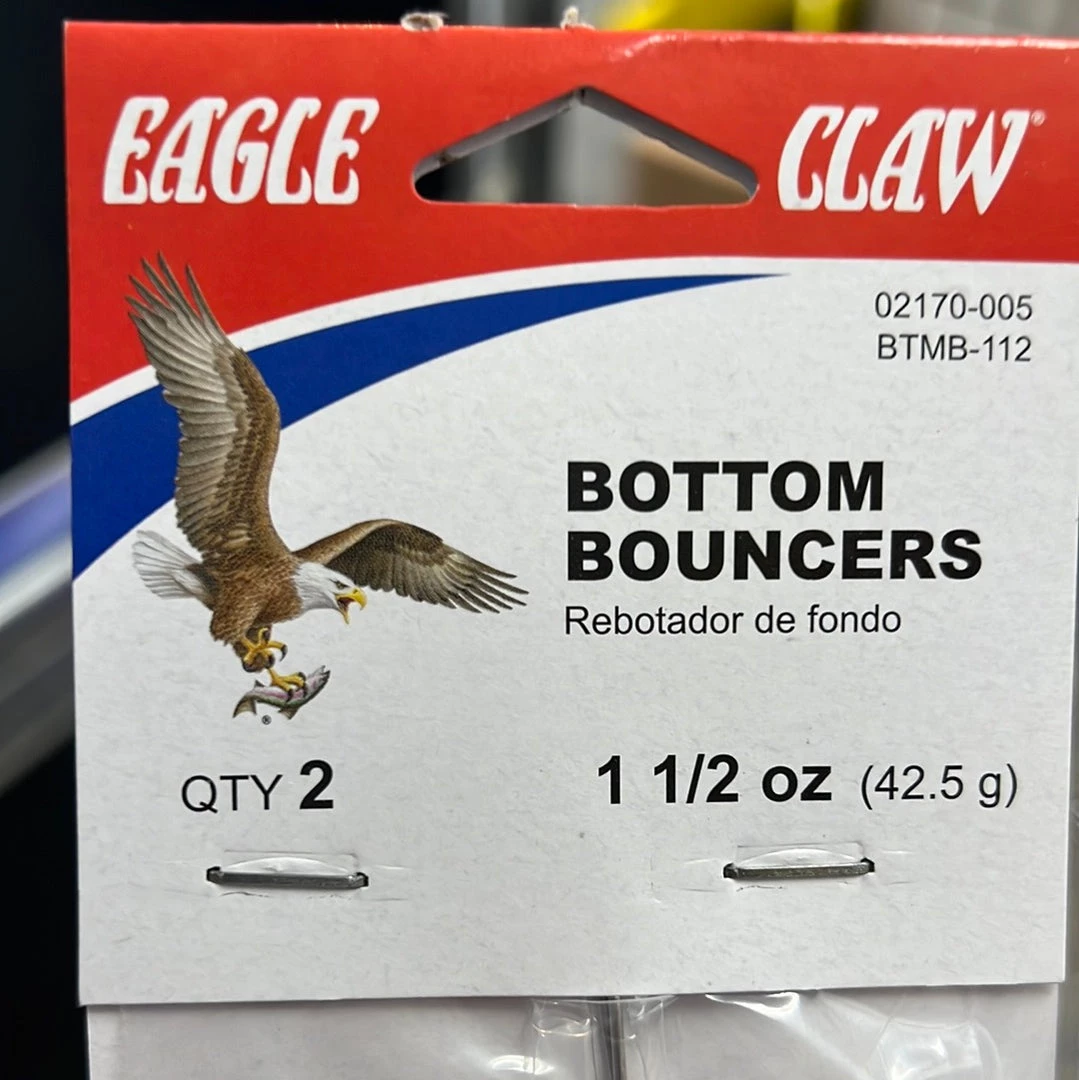 EAGLE CLAW®
02170-005
BTMB-112
BOTTOM
BOUNCERS
Rebotador de fondo
®
QTY 2
1 1/2 oz (42.5 g)